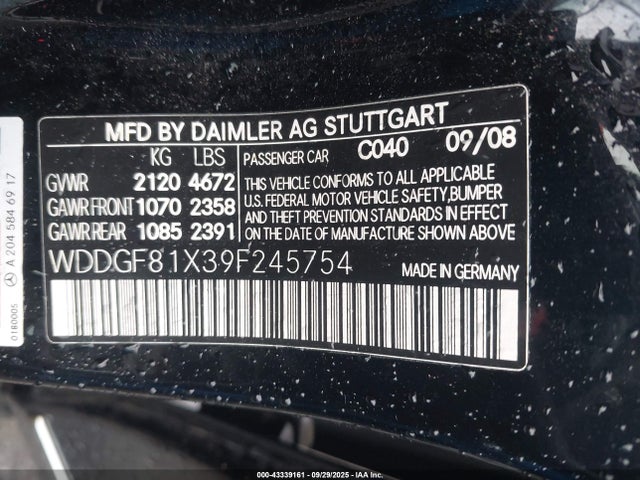 MFD BY DAIMLER AG STUTTGART
KG LBS PASSENGER CAR C040 09/08
GVWR 2120 4672
GAWR FRONT 1070 2358
GAWR REAR 1085 2391
THIS VEHICLE CONFORMS TO ALL APPLICABLE
U.S. FEDERAL MOTOR VEHICLE SAFETY, BUMPER
AND THEFT PREVENTION STANDARDS IN EFFECT
ON THE DATE OF MANUFACTURE SHOWN ABOVE.
WDDGF81X39F245754 MADE IN GERMANY
A 204 584 69 17
0180005
000-43339161 - 09/29/2025 - IAA Inc.